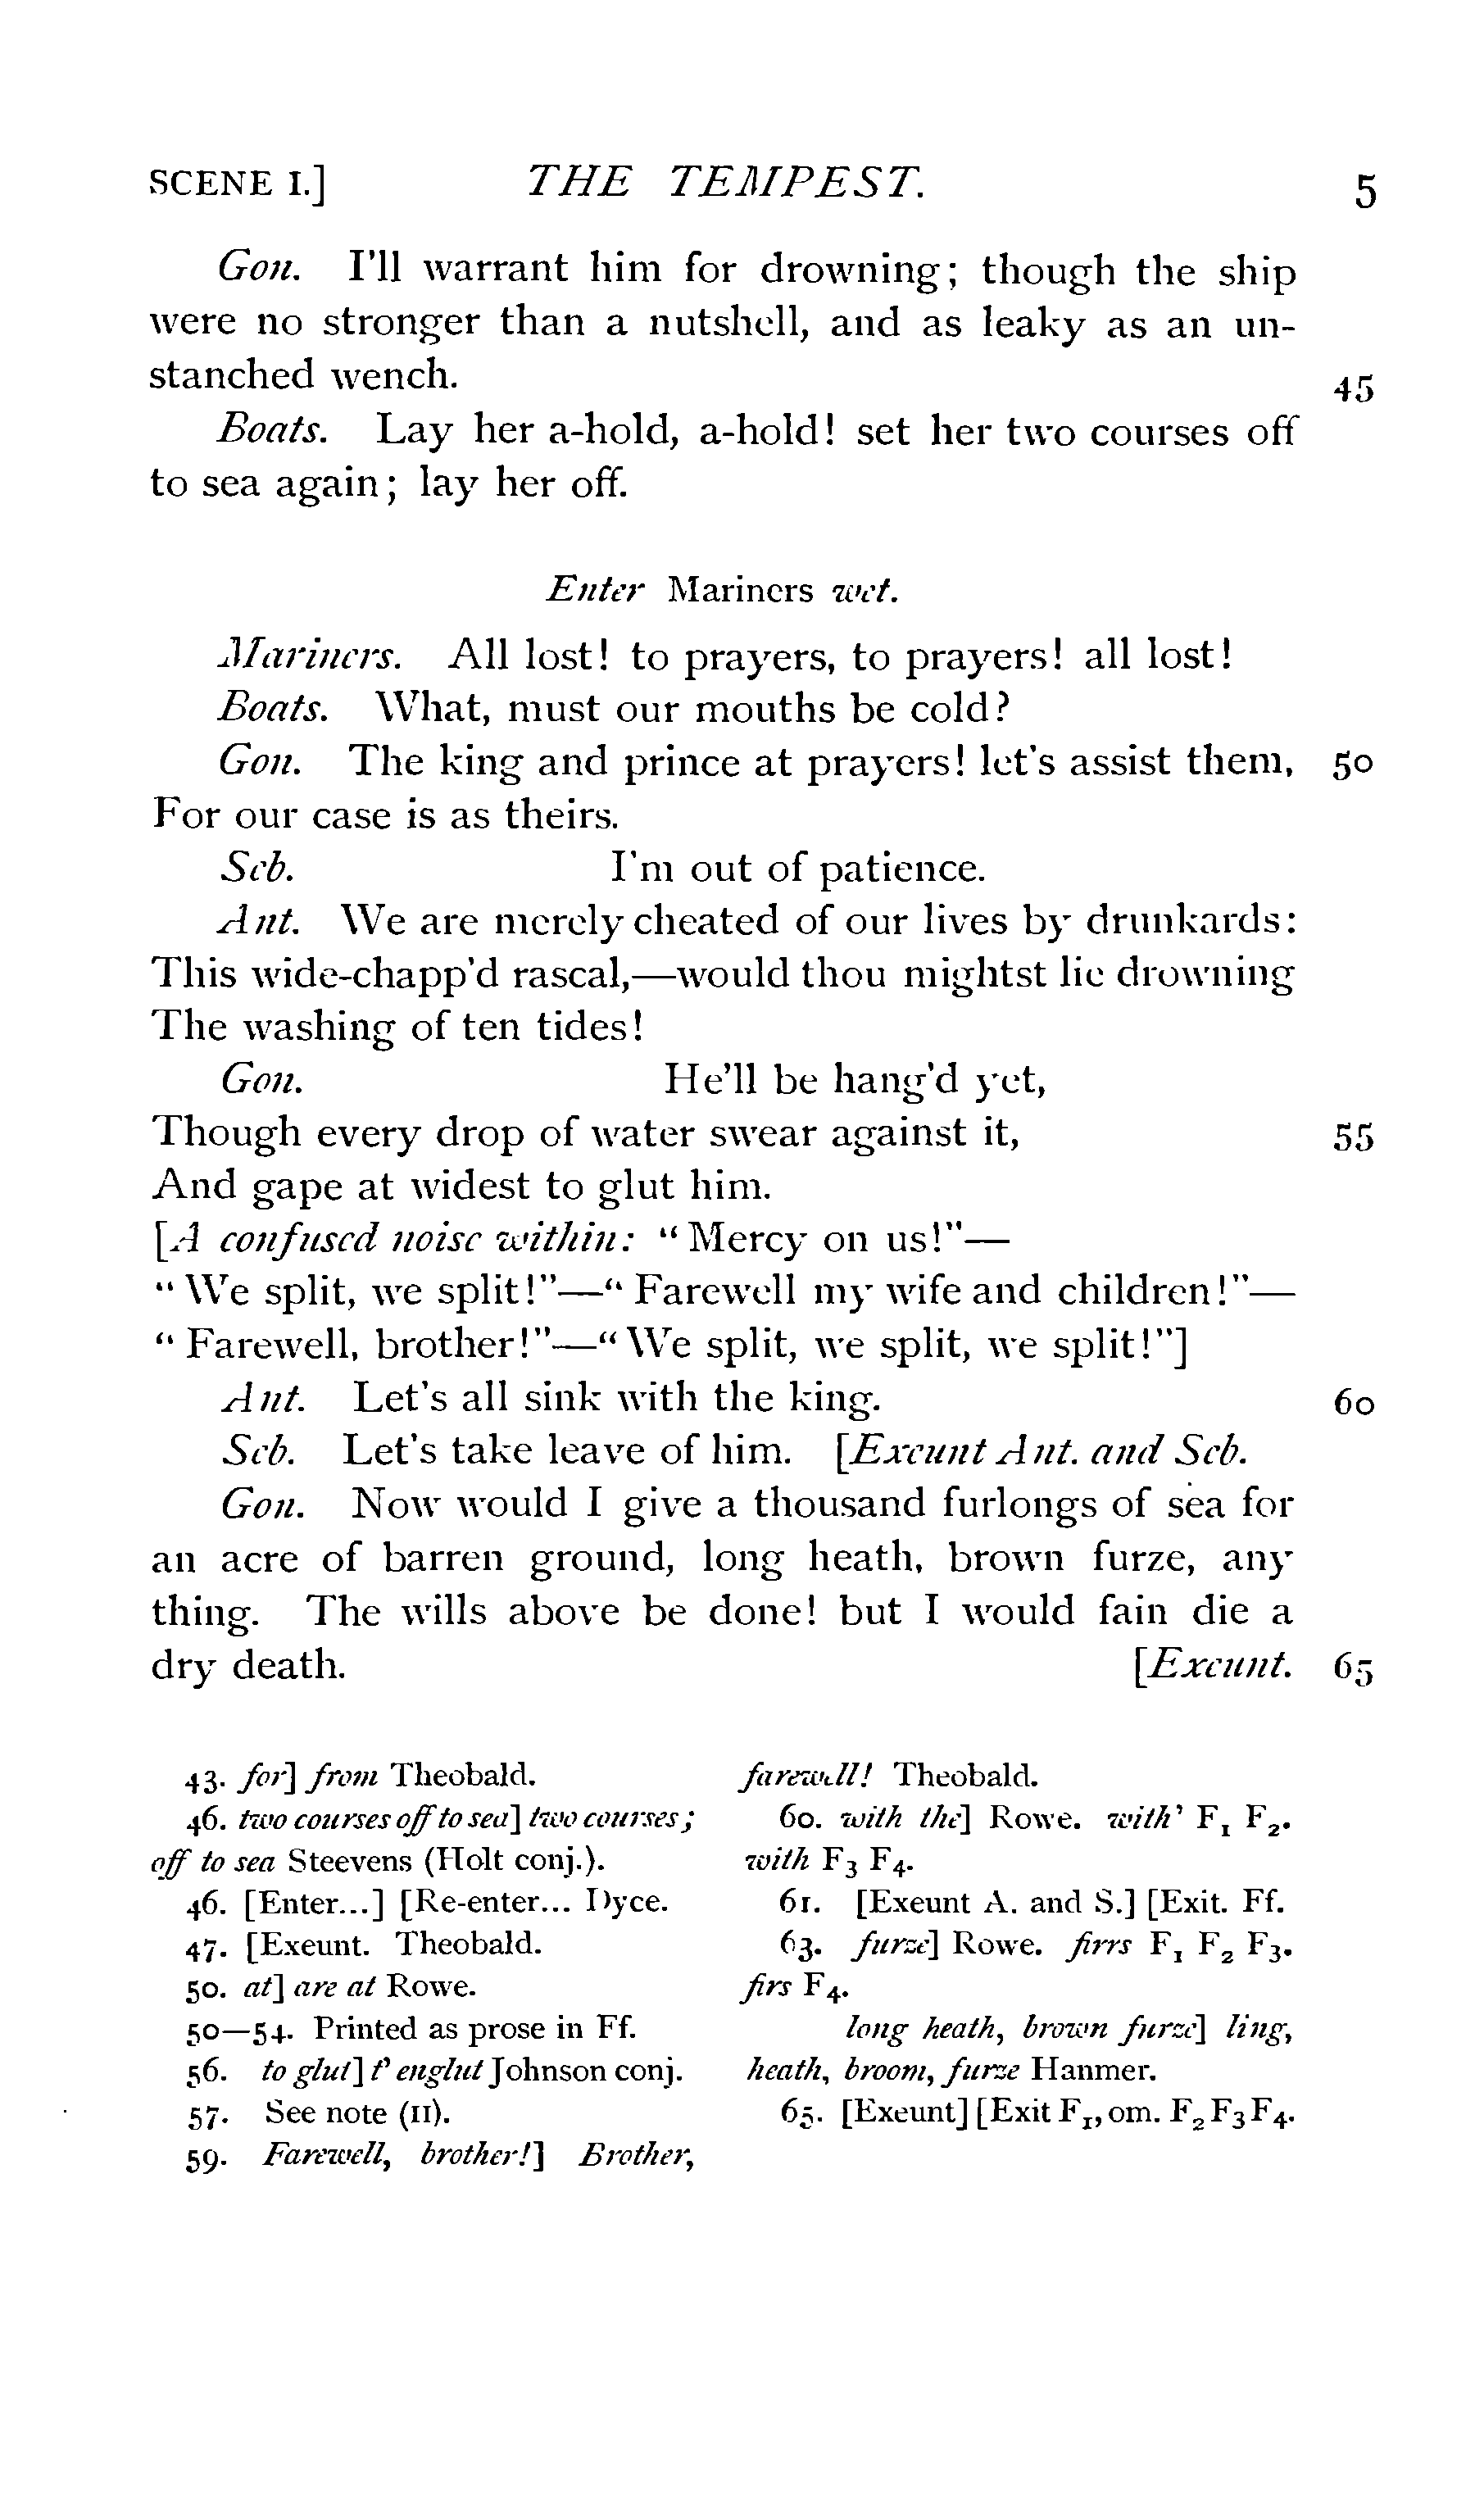 SCENE I.] THE TEMPEST. 5
Gon. I'll warrant him for drowning; though the ship
were no stronger than a nutshell, and as leaky as an un-
stanched wench. 45
Boats. Lay her a-hold, a-hold! set her two courses off
to sea again; lay her off.
Enter Mariners wet.
Mariners. All lost! to prayers, to prayers! all lost!
Boats. What, must our mouths be cold?
Gon. The king and prince at prayers! let's assist them, 50
For our case is as theirs.
Seb. I'm out of patience.
Ant. We are merely cheated of our lives by drunkards:
This wide-chapp'd rascal,—would thou mightst lie drowning
The washing of ten tides!
Gon. He'll be hang'd yet,
Though every drop of water swear against it, 55
And gape at widest to glut him.
[A confused noise within: "Mercy on us!"—
"We split, we split!"—"Farewell my wife and children!"—
"Farewell, brother!"—"We split, we split, we split!"]
Ant. Let's all sink with the king. 60
Seb. Let's take leave of him. [Exeunt Ant. and Seb.
Gon. Now would I give a thousand furlongs of sea for
an acre of barren ground, long heath, brown furze, any
thing. The wills above be done! but I would fain die a
dry death. [Exeunt. 65
43. for] from Theobald.
46. two courses off to sea] two courses;
off to sea Steevens (Holt conj.).
46. [Enter...] [Re-enter... Dyce.
47. [Exeunt. Theobald.
50. at] are at Rowe.
50—54. Printed as prose in Ff.
56. to glut] t' englut Johnson conj.
57. See note (II).
59. Farewell, brother!] Brother,
farewell! Theobald.
60. with the] Rowe. with' F1 F2.
with F3 F4.
61. [Exeunt A. and S.] [Exit. Ff.
63. furze] Rowe. firrs F1 F2 F3.
firs F4.
long heath, brown furze] ling,
heath, broom, furze Hanmer.
65. [Exeunt] [Exit F1, om. F2 F3 F4.